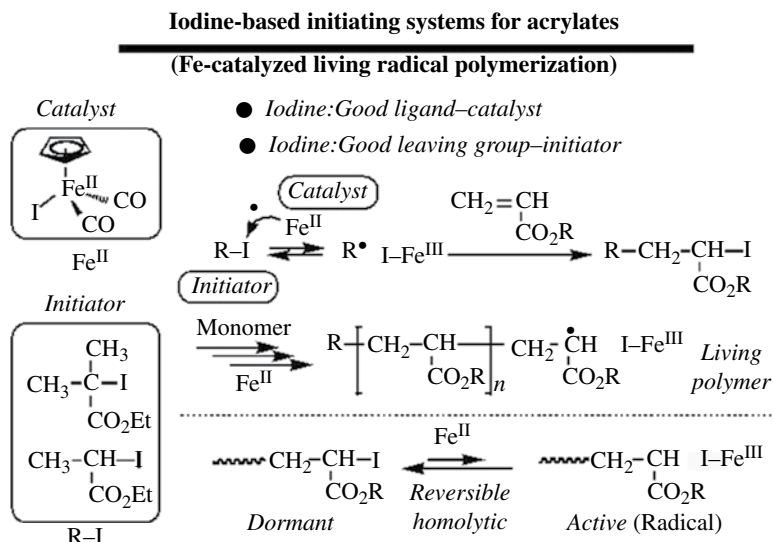 Iodine-based initiating systems for acrylates
(Fe-catalyzed living radical polymerization)
Catalyst
● Iodine:Good ligand–catalyst
● Iodine:Good leaving group–initiator
Fe^II
I
CO
CO
Fe^II
Catalyst
Fe^II
R–I
R• I–Fe^III
Initiator
CH2=CH
CO2R
R–CH2–CH–I
CO2R
Initiator
CH3
CH3–C–I
CO2Et
CH3–CH–I
CO2Et
R–I
Monomer
Fe^II
R–[CH2–CH]n–CH2–ĊH I–Fe^III
CO2R CO2R
Living
polymer
CH2–CH–I
CO2R
Dormant
Fe^II
Reversible
homolytic
CH2–CH I–Fe^III
CO2R
Active (Radical)